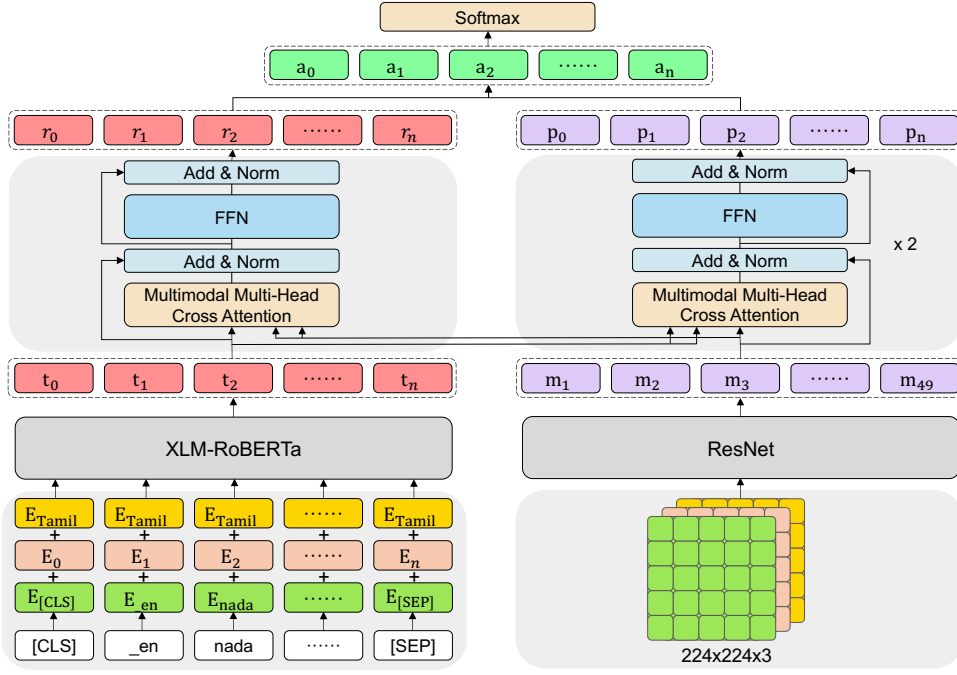 Softmax
a0 a1 a2 ⋯⋯ an
r0 r1 r2 ⋯⋯ rn
p0 p1 p2 ⋯⋯ pn
Add & Norm
FFN
Add & Norm
Multimodal Multi-Head
Cross Attention
Add & Norm
FFN
Add & Norm
Multimodal Multi-Head
Cross Attention
x 2
t0 t1 t2 ⋯⋯ tn
m1 m2 m3 ⋯⋯ m49
XLM-RoBERTa
ResNet
ETamil ETamil ETamil ⋯⋯ ETamil
+ + + + +
E0 E1 E2 ⋯⋯ En
+ + + + +
E[CLS] E_en Enada ⋯⋯ E[SEP]
[CLS] _en nada ⋯⋯ [SEP]
224x224x3